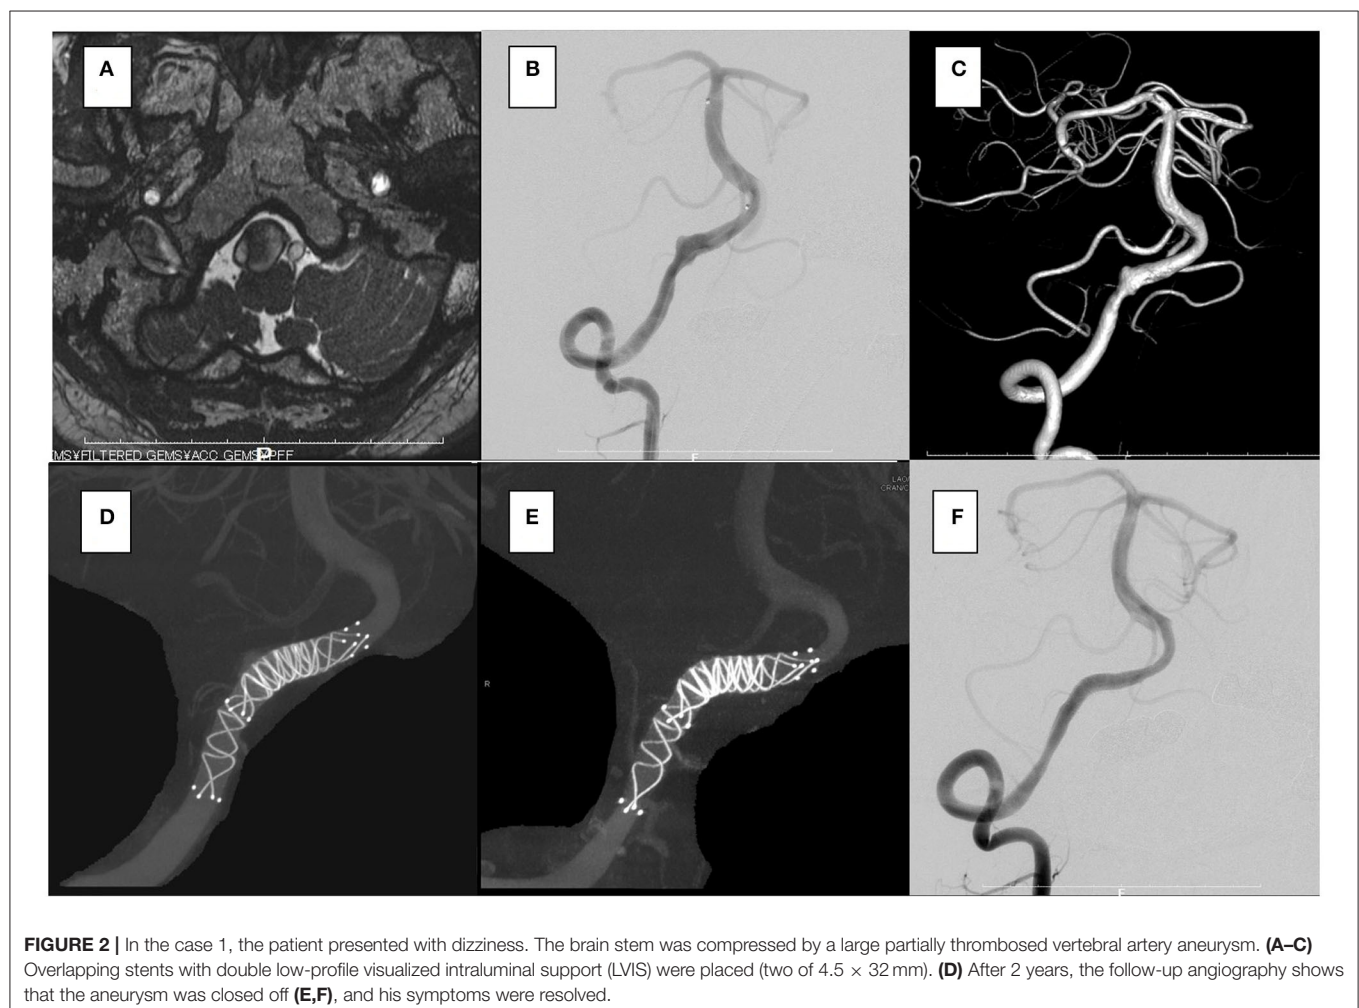 A
B
C
EMS¥FILTERED GEMS¥ACC GEMS¥PFF
D
E
F
LAO/
CRAN/C
R
FIGURE 2 | In the case 1, the patient presented with dizziness. The brain stem was compressed by a large partially thrombosed vertebral artery aneurysm. (A–C)
Overlapping stents with double low-profile visualized intraluminal support (LVIS) were placed (two of 4.5 × 32 mm). (D) After 2 years, the follow-up angiography shows
that the aneurysm was closed off (E,F), and his symptoms were resolved.